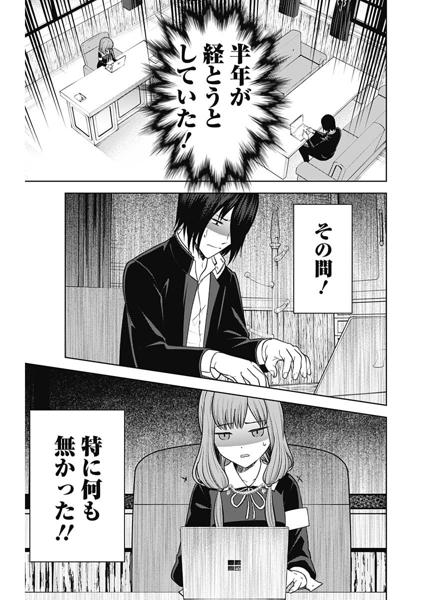 半年が
経とうと
していた!
その間!
特に何も
無かった!!